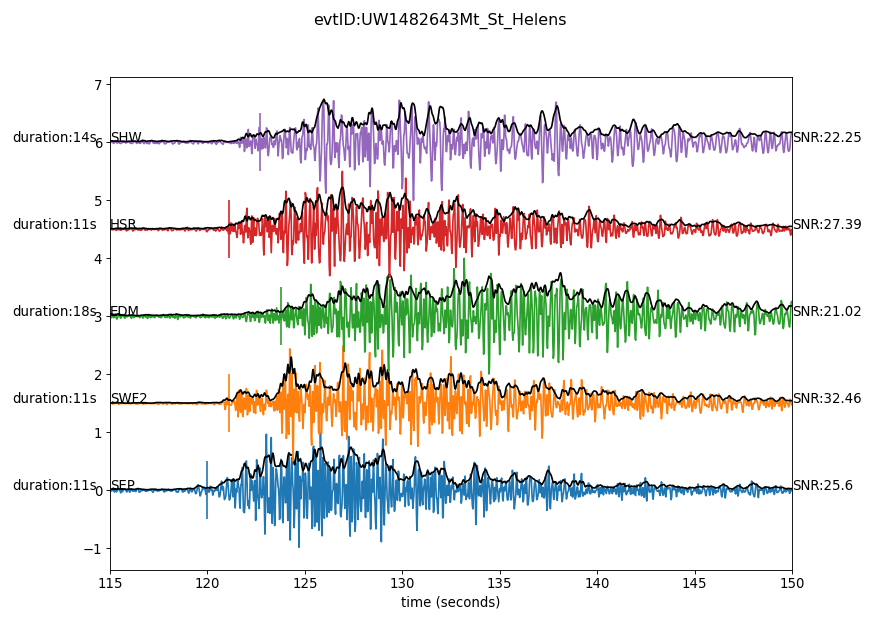 evtID:UW1482643Mt_St_Helens
7
duration:14s SHW SNR:22.25
6
5
duration:11s HSR SNR:27.39
4
duration:18s EDM SNR:21.02
3
2
duration:11s SWF2 SNR:32.46
1
duration:11s SEP SNR:25.6
0
−1
115 120 125 130 135 140 145 150
time (seconds)